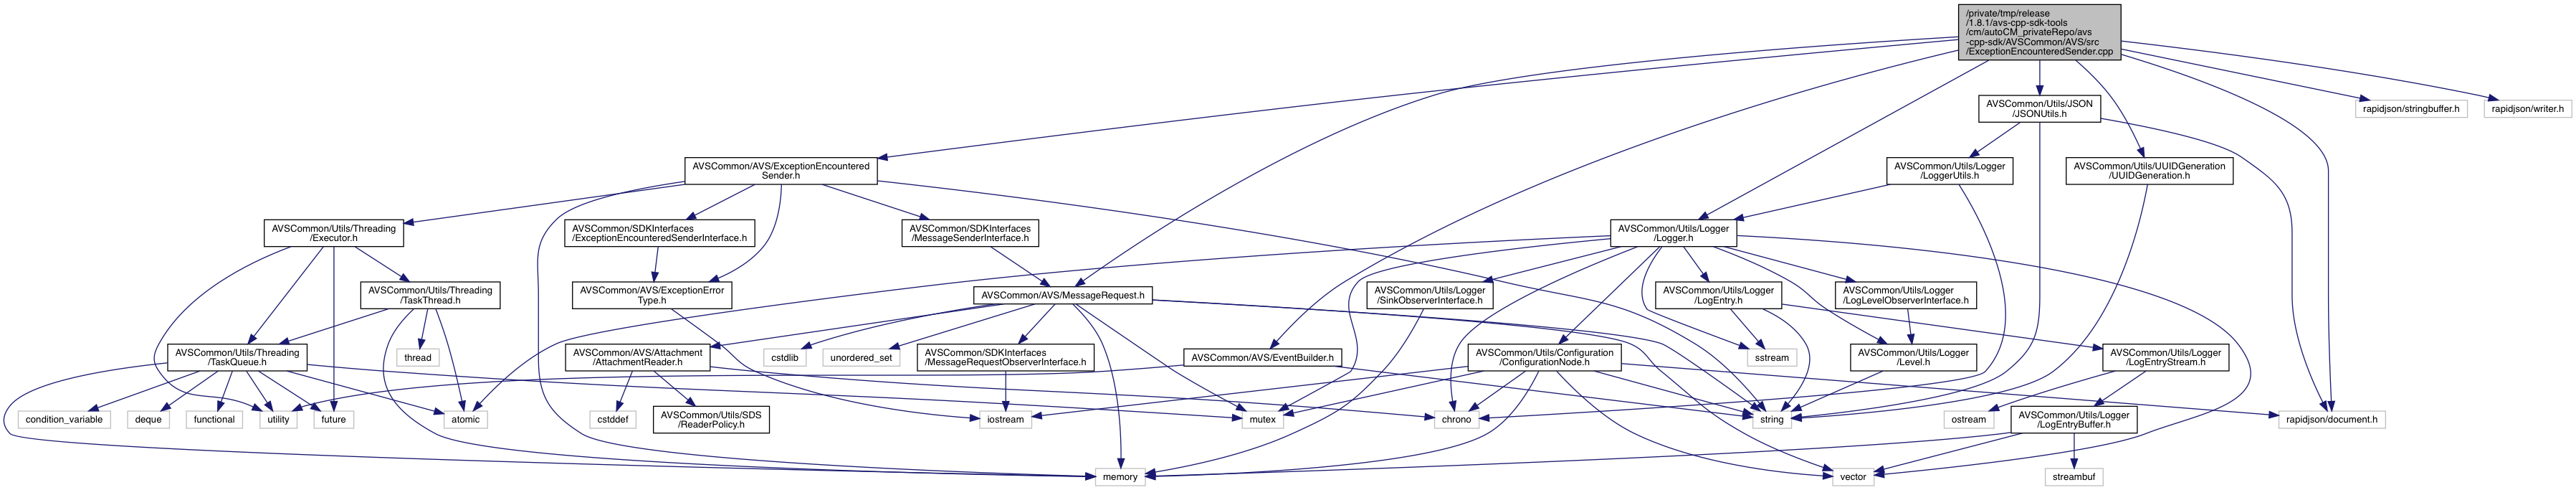 /private/tmp/release
/1.8.1/avs-cpp-sdk-tools
/cm/autoCM_privateRepo/avs
-cpp-sdk/AVSCommon/AVS/src
/ExceptionEncounteredSender.cpp
AVSCommon/Utils/JSON
/JSONUtils.h
rapidjson/stringbuffer.h
rapidjson/writer.h
AVSCommon/AVS/ExceptionEncountered
Sender.h
AVSCommon/Utils/Logger
/LoggerUtils.h
AVSCommon/Utils/UUIDGeneration
/UUIDGeneration.h
AVSCommon/Utils/Threading
/Executor.h
AVSCommon/SDKInterfaces
/ExceptionEncounteredSenderInterface.h
AVSCommon/SDKInterfaces
/MessageSenderInterface.h
AVSCommon/Utils/Logger
/Logger.h
AVSCommon/Utils/Threading
/TaskThread.h
AVSCommon/AVS/ExceptionError
Type.h
AVSCommon/AVS/MessageRequest.h
AVSCommon/Utils/Logger
/SinkObserverInterface.h
AVSCommon/Utils/Logger
/LogEntry.h
AVSCommon/Utils/Logger
/LogLevelObserverInterface.h
AVSCommon/Utils/Threading
/TaskQueue.h
thread
AVSCommon/AVS/Attachment
/AttachmentReader.h
cstdlib
unordered_set
AVSCommon/SDKInterfaces
/MessageRequestObserverInterface.h
AVSCommon/AVS/EventBuilder.h
AVSCommon/Utils/Configuration
/ConfigurationNode.h
sstream
AVSCommon/Utils/Logger
/Level.h
AVSCommon/Utils/Logger
/LogEntryStream.h
condition_variable
deque
functional
utility
future
atomic
cstddef
AVSCommon/Utils/SDS
/ReaderPolicy.h
iostream
mutex
chrono
string
ostream
AVSCommon/Utils/Logger
/LogEntryBuffer.h
rapidjson/document.h
memory
vector
streambuf